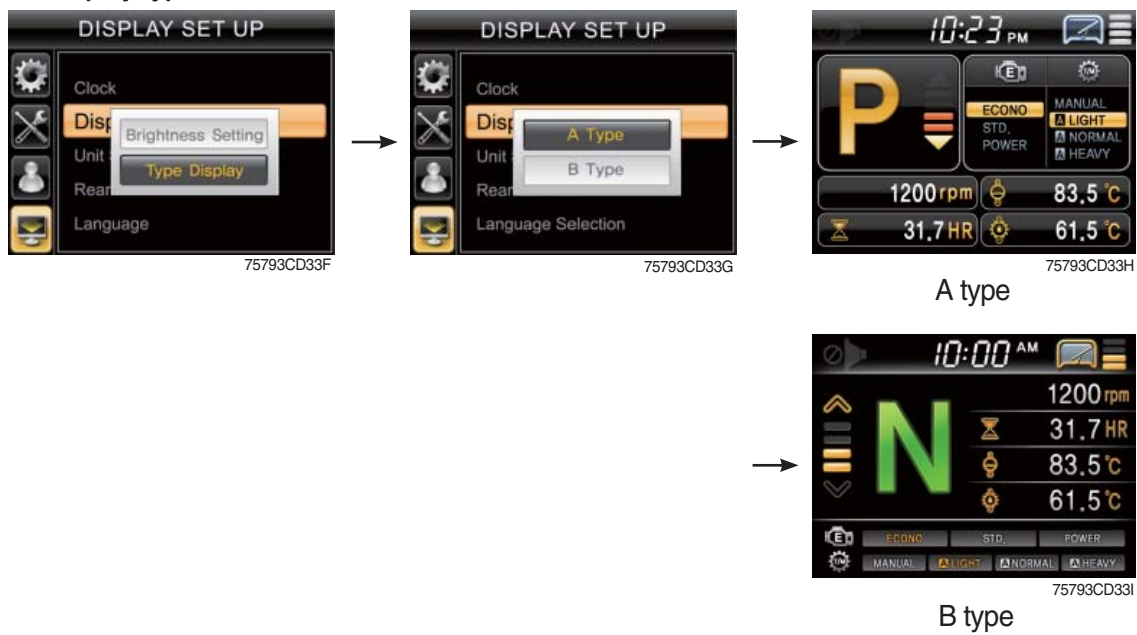 DISPLAY SET UP
Clock
Disp
Unit
Rear
Language
Brightness Setting
Type Display
75793CD33F
DISPLAY SET UP
Clock
Disp
Unit
Rear
Language Selection
A Type
B Type
75793CD33G
10:23 PM
P
E
T/M
ECONO
STD.
POWER
MANUAL
A LIGHT
A NORMAL
A HEAVY
1200 rpm
83.5 °C
31.7 HR
61.5 °C
75793CD33H
A type
10:00 AM
N
1200 rpm
31.7 HR
83.5 °C
61.5 °C
E
ECONO STD. POWER
T/M
MANUAL A LIGHT A NORMAL A HEAVY
75793CD33I
B type